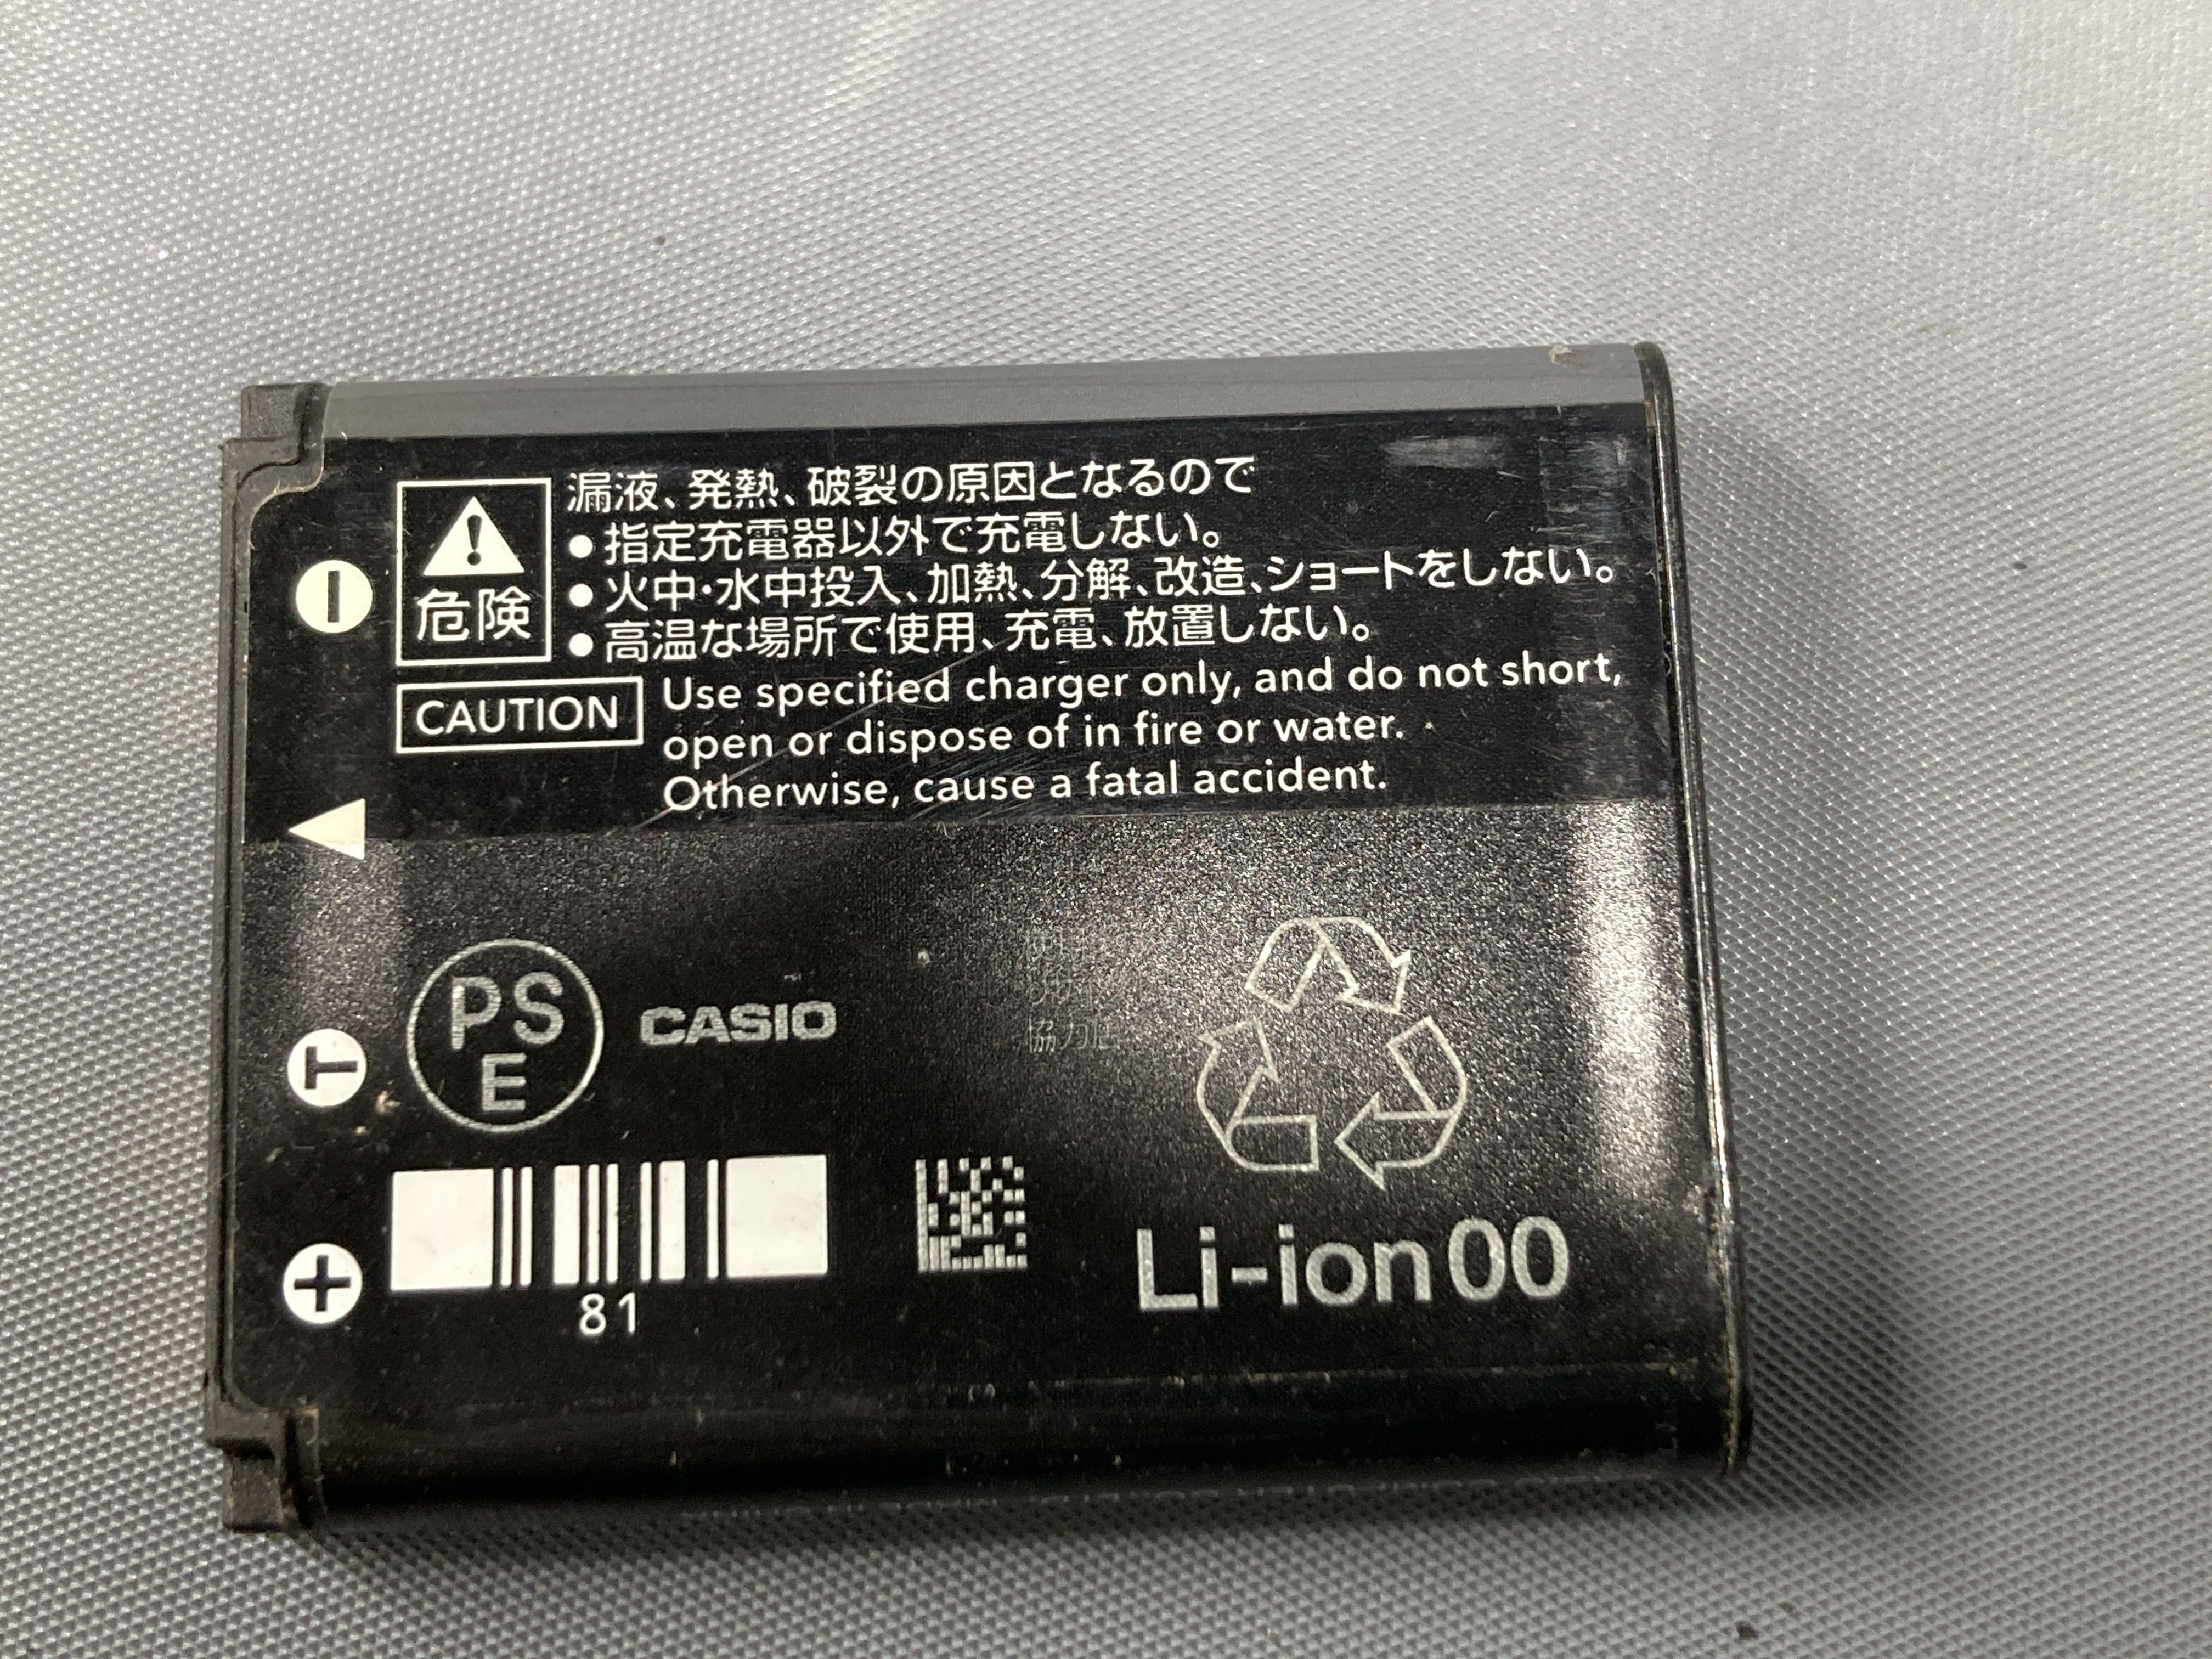 漏液、発熱、破裂の原因となるので
●指定充電器以外で充電しない。
●火中・水中投入、加熱、分解、改造、ショートをしない。
●高温な場所で使用、充電、放置しない。
危険
CAUTION
Use specified charger only, and do not short,
open or dispose of in fire or water.
Otherwise, cause a fatal accident.
PS
E
CASIO
協力店
T
81
Li-ion00